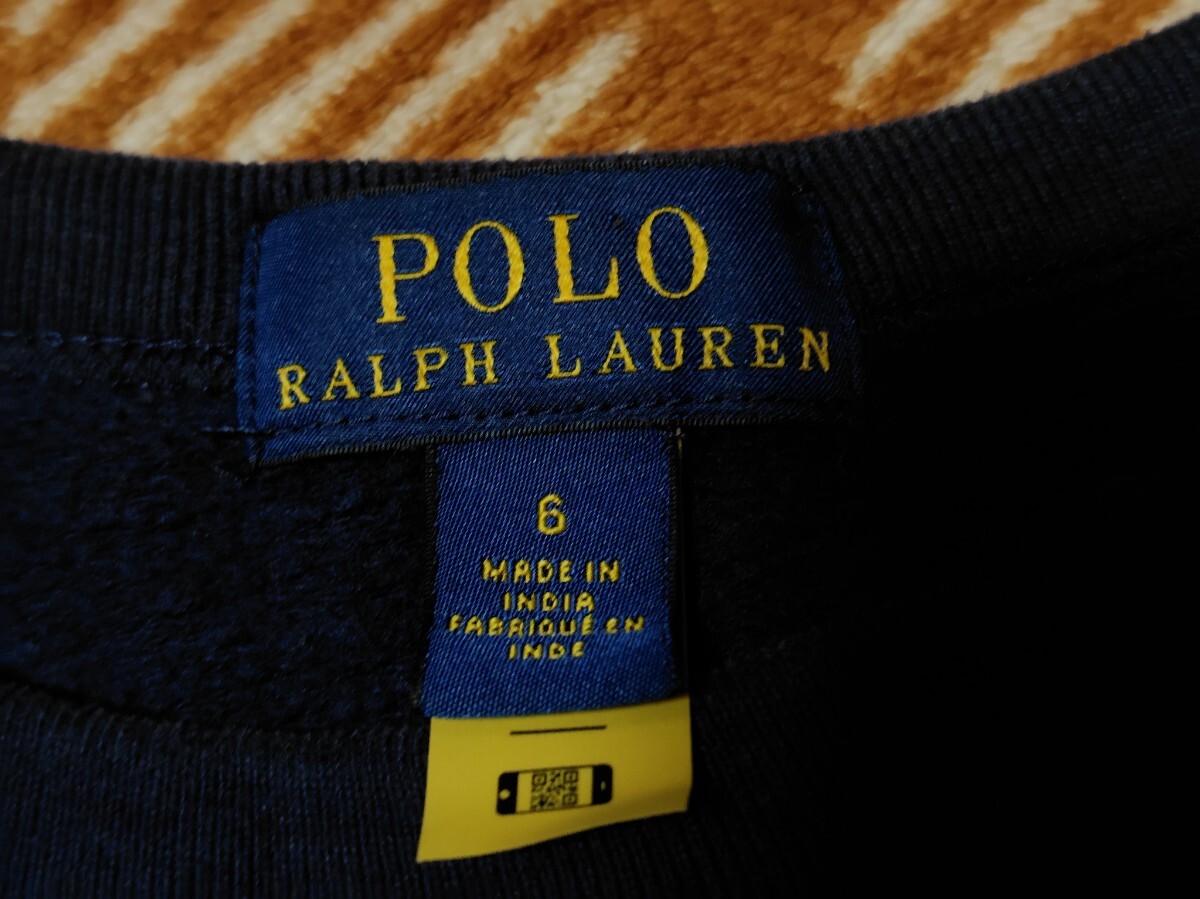 POLO
RALPH LAUREN
6
MADE IN
INDIA
FABRIQUÉ EN
INDE